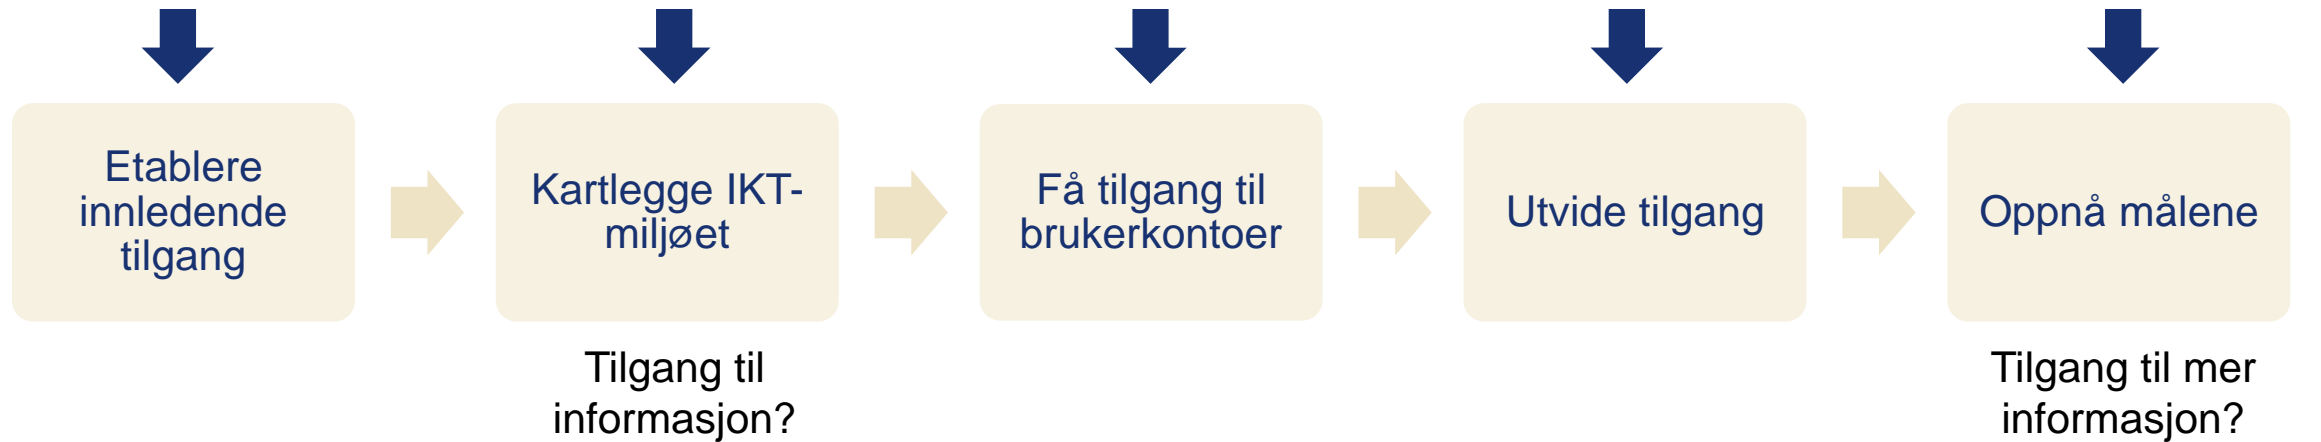 Etablere
innledende
tilgang
Kartlegge IKT-
miljøet
Få tilgang til
brukerkontoer
Utvide tilgang
Oppnå målene
Tilgang til
informasjon?
Tilgang til mer
informasjon?